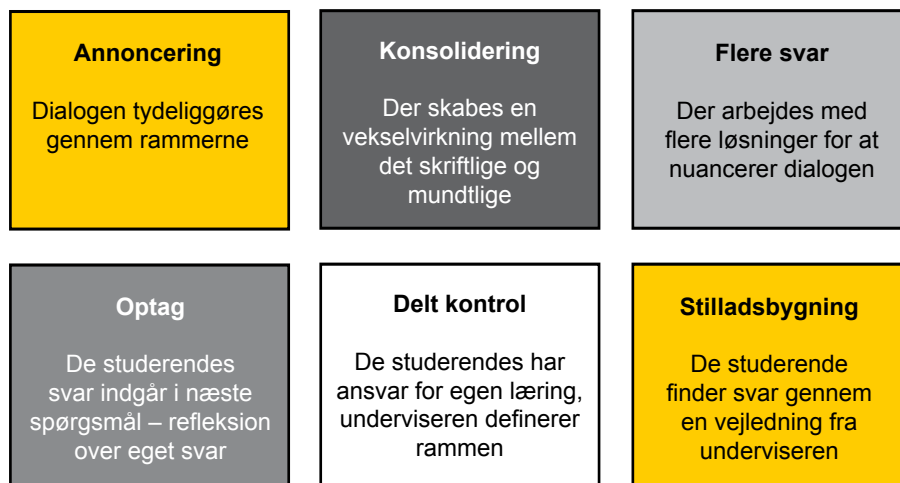 Annoncering
Dialogen tydeliggøres
gennem rammerne
Konsolidering
Der skabes en
vekselvirkning mellem
det skriftlige og
mundtlige
Flere svar
Der arbejdes med
flere løsninger for at
nuancerer dialogen
Optag
De studerendes
svar indgår i næste
spørgsmål – refleksion
over eget svar
Delt kontrol
De studerendes har
ansvar for egen læring,
underviseren definerer
rammen
Stilladsbygning
De studerende
finder svar gennem
en vejledning fra
underviseren